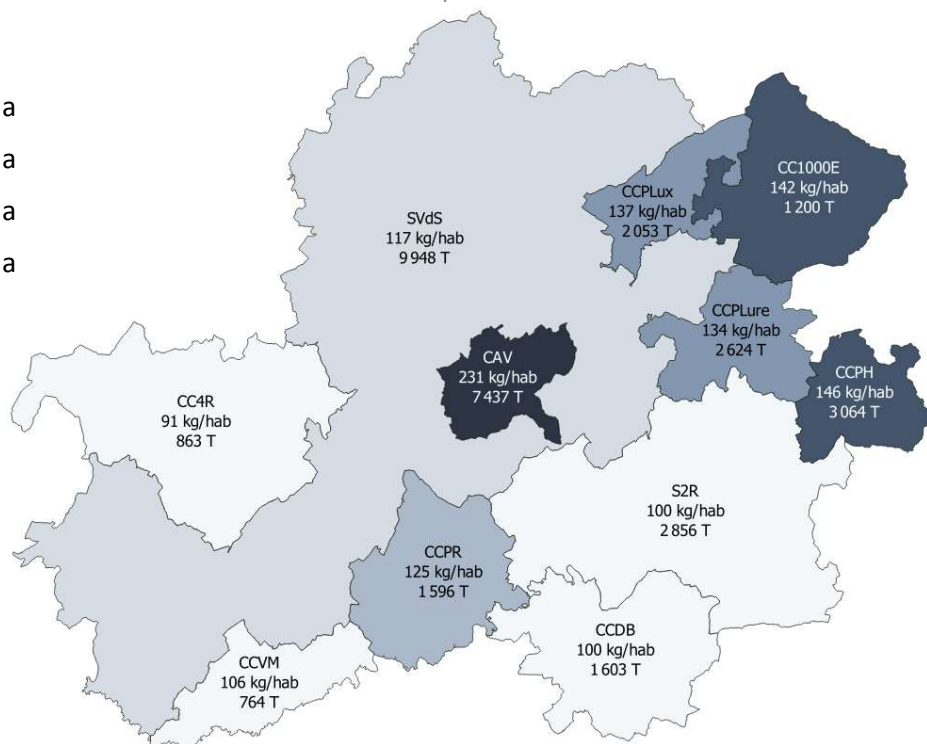 a
a
a
a
CC1000E
142 kg/hab
1 200 T
CCPLux
137 kg/hab
2 053 T
SVdS
117 kg/hab
9 948 T
CCPLure
134 kg/hab
2 624 T
CAV
231 kg/hab
7 437 T
CCPH
146 kg/hab
3 064 T
CC4R
91 kg/hab
863 T
S2R
100 kg/hab
2 856 T
CCPR
125 kg/hab
1 596 T
CCDB
100 kg/hab
1 603 T
CCVM
106 kg/hab
764 T